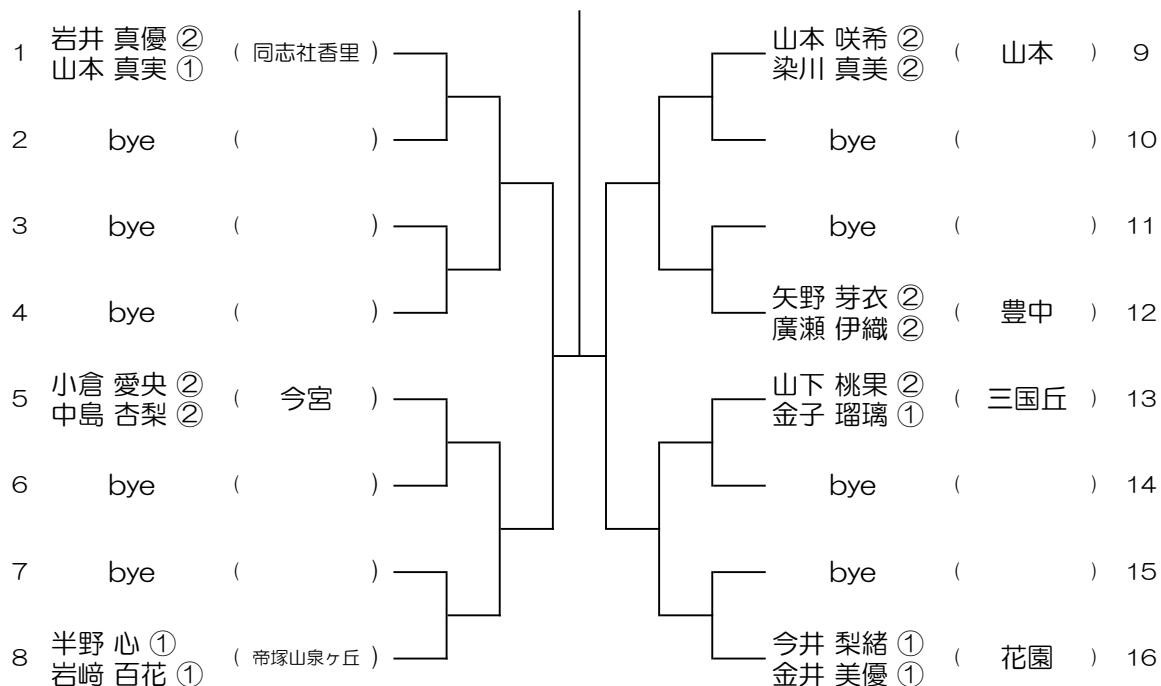 1 岩井 真優 ② ( 同志社香里 )
山本 真実 ①
2 bye ( )
3 bye ( )
4 bye ( )
5 小倉 愛央 ② ( 今宮 )
中島 杏梨 ②
6 bye ( )
7 bye ( )
8 半野 心 ① ( 帝塚山泉ヶ丘 )
岩﨑 百花 ①
山本 咲希 ② ( 山本 ) 9
染川 真美 ②
bye ( ) 10
bye ( ) 11
矢野 芽衣 ② ( 豊中 ) 12
廣瀬 伊織 ②
山下 桃果 ② ( 三国丘 ) 13
金子 瑠璃 ①
bye ( ) 14
bye ( ) 15
今井 梨緒 ① ( 花園 ) 16
金井 美優 ①